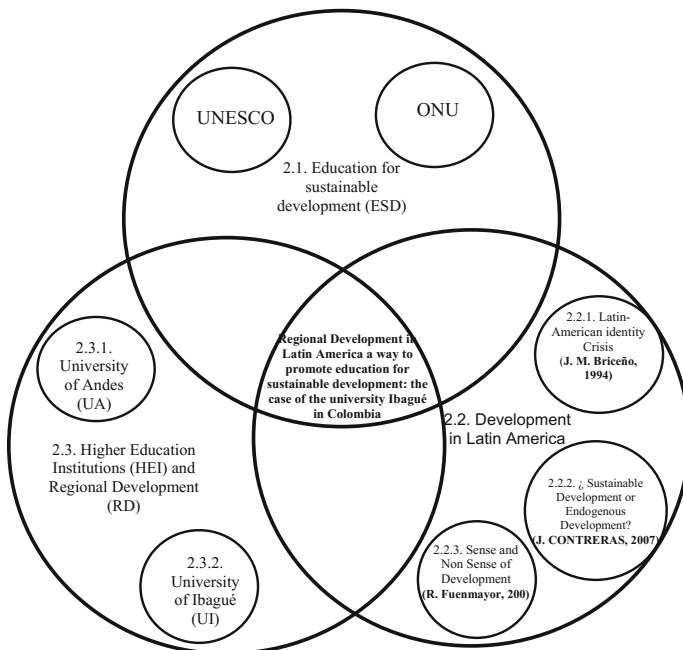 UNESCO
ONU
2.1. Education for
sustainable
development (ESD)
Regional Development in
Latin America a way to
promote education for
sustainable development: the
case of the university Ibagué
in Colombia
2.2.1. Latin-
American identity
Crisis
(J. M. Briceño,
1994)
2.3.1.
University
of Andes
(UA)
2.2. Development
in Latin America
2.3. Higher Education
Institutions (HEI) and
Regional Development
(RD)
2.2.2. ¿ Sustainable
Development or
Endogenous
Development?
(J. CONTRERAS, 2007)
2.2.3. Sense and
Non Sense of
Development
(R. Fuenmayor, 200)
2.3.2.
University
of Ibagué
(UI)